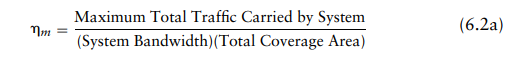 η_m = Maximum Total Traffic Carried by System / (System Bandwidth)(Total Coverage Area) (6.2a)